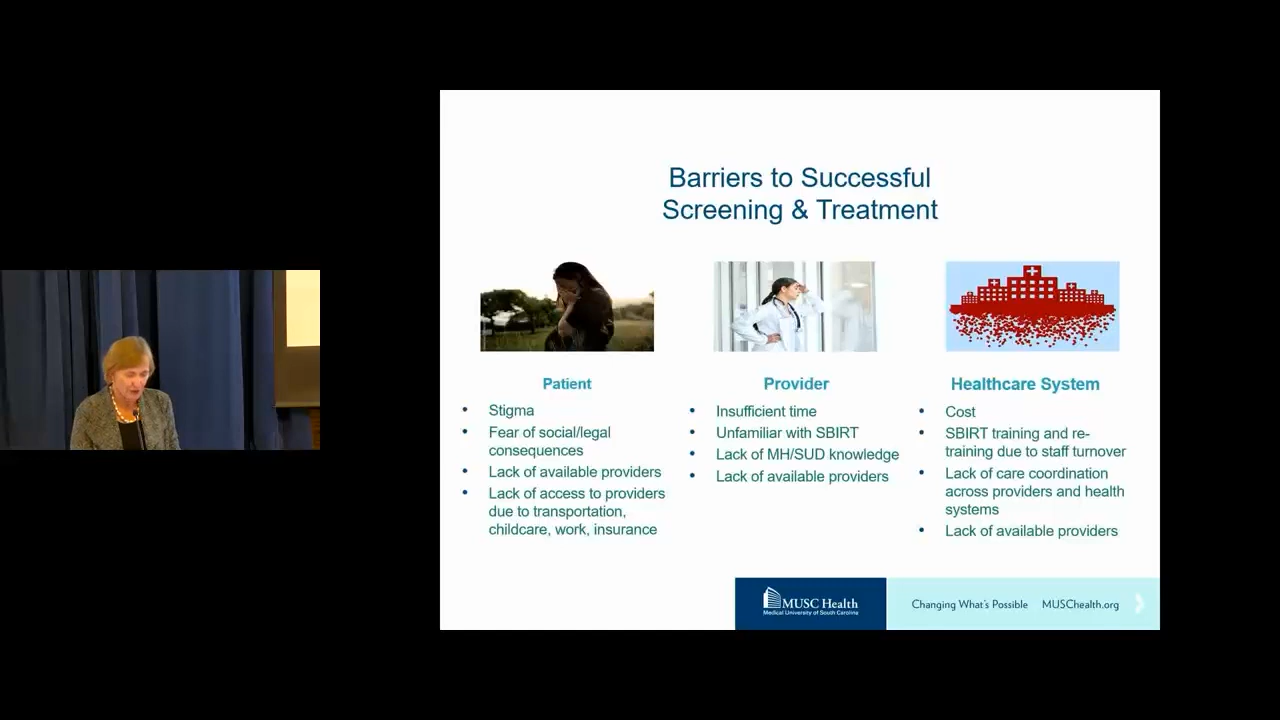 Barriers to Successful
Screening & Treatment
Patient
• Stigma
• Fear of social/legal
consequences
• Lack of available providers
• Lack of access to providers
due to transportation,
childcare, work, insurance
Provider
• Insufficient time
• Unfamiliar with SBIRT
• Lack of MH/SUD knowledge
• Lack of available providers
Healthcare System
• Cost
• SBIRT training and re-
training due to staff turnover
• Lack of care coordination
across providers and health
systems
• Lack of available providers
MUSC Health
Medical University of South Carolina
Changing What's Possible MUSChealth.org